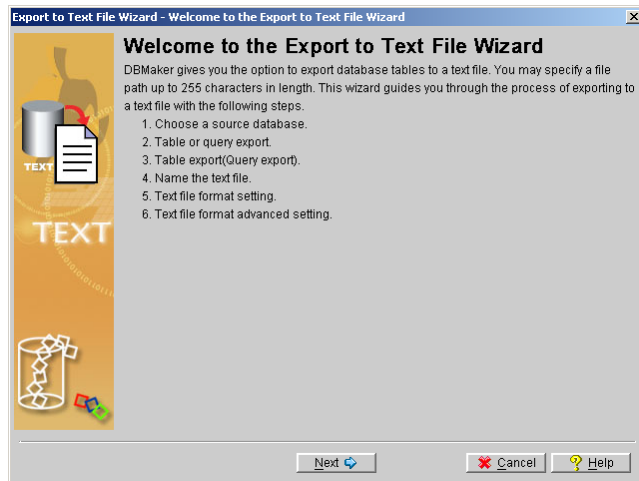 Export to Text File Wizard - Welcome to the Export to Text File Wizard
Welcome to the Export to Text File Wizard
DBMaker gives you the option to export database tables to a text file. You may specify a file
path up to 255 characters in length. This wizard guides you through the process of exporting to
a text file with the following steps.
1. Choose a source database.
2. Table or query export.
3. Table export(Query export).
4. Name the text file.
5. Text file format setting.
6. Text file format advanced setting.
TEXT
TEXT
Next
Cancel
Help